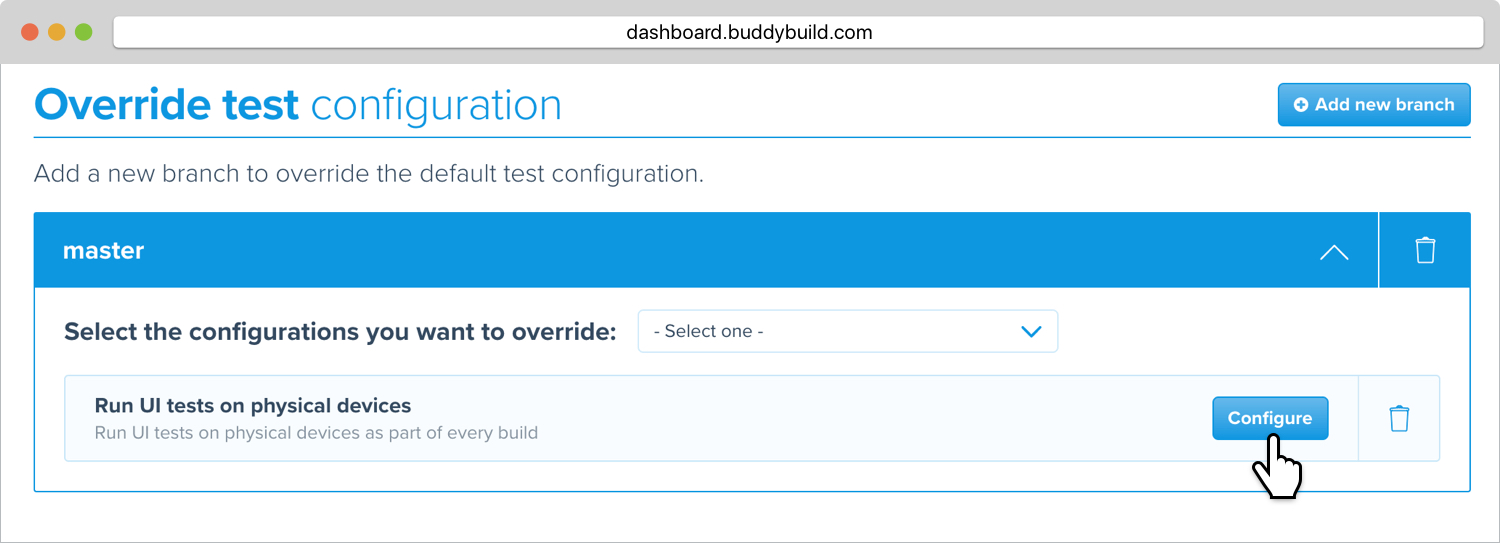 dashboard.buddybuild.com
Override test configuration
Add new branch
Add a new branch to override the default test configuration.
master
Select the configurations you want to override:
- Select one -
Run UI tests on physical devices
Run UI tests on physical devices as part of every build
Configure